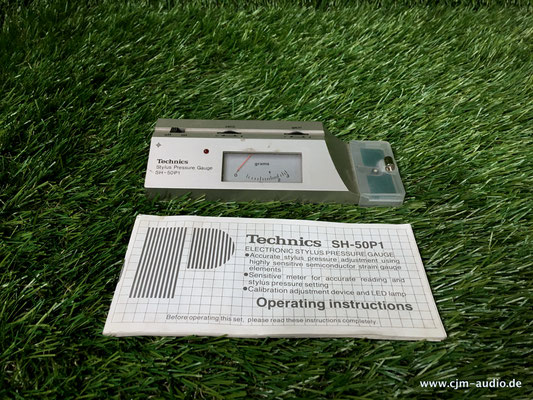 Technics
Stylus Pressure Gauge
SH-50P1
grams
Technics SH-50P1
ELECTRONIC STYLUS PRESSURE GAUGE
●Accurate stylus pressure adjustment using
highly sensitive semiconductor strain gauge
elements
●Sensitive meter for accurate reading and
stylus pressure setting
●Calibration adjustment device and LED lamp
Operating instructions
Before operating this set, please read these instructions completely.
www.cjm-audio.de